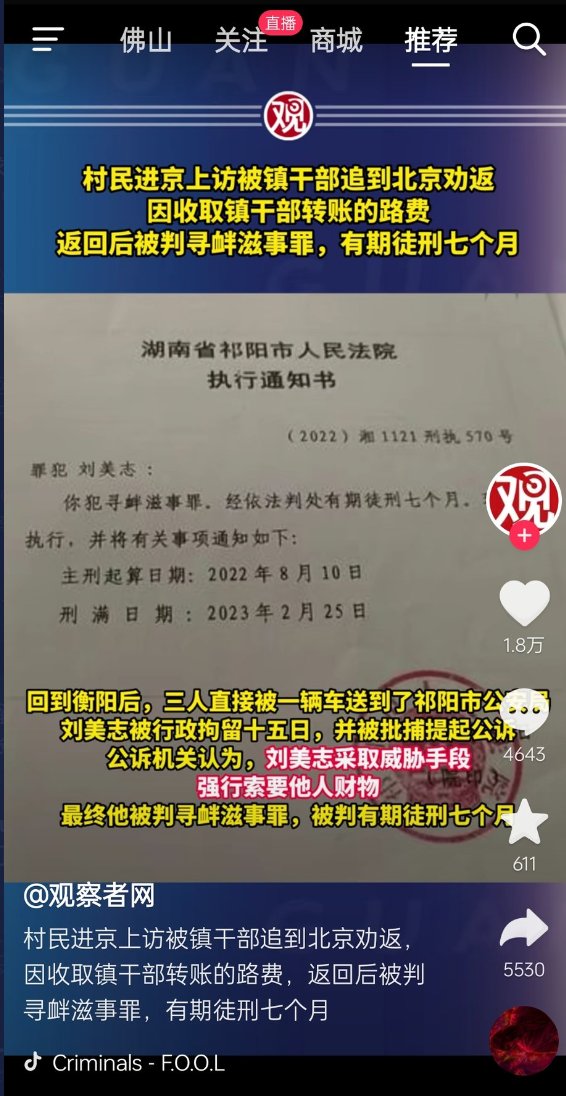 佛山
关注
直播
商城
推荐
观
村民进京上访被镇干部追到北京劝返
因收取镇干部转账的路费
返回后被判寻衅滋事罪，有期徒刑七个月
湖南省祁阳市人民法院
执行通知书
（2022）湘1121刑执570号
罪犯 刘美志：
你犯寻衅滋事罪。经依法判处有期徒刑七个月。
执行，并将有关事项通知如下：
主刑起算日期：2022年8月10日
刑满日期：2023年2月25日
观
1.8万
回到衡阳后，三人直接被一辆车送到了祁阳市公安局
刘美志被行政拘留十五日，并被批捕提起公诉
公诉机关认为，刘美志采取威胁手段
强行索要他人财物
最终他被判寻衅滋事罪，被判有期徒刑七个月
4643
611
5530
@观察者网
村民进京上访被镇干部追到北京劝返，
因收取镇干部转账的路费，返回后被判
寻衅滋事罪，有期徒刑七个月
Criminals - F.O.O.L